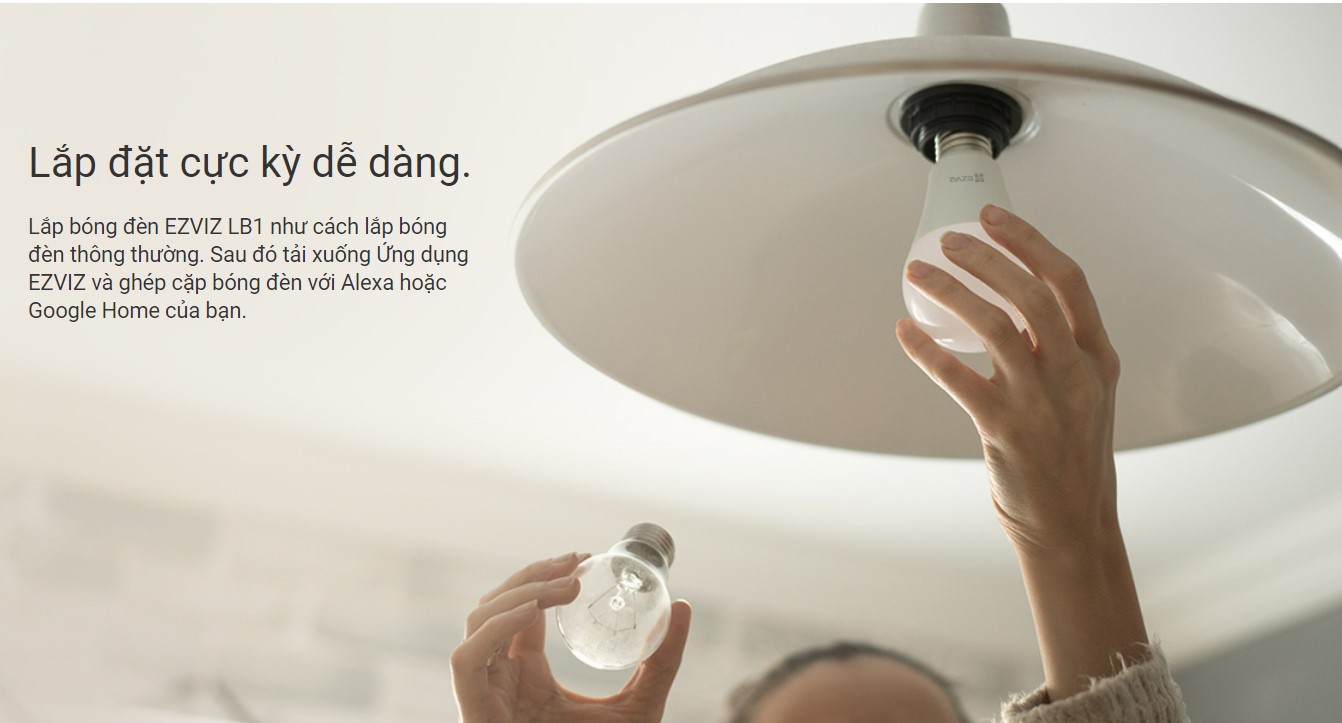 Lắp đặt cực kỳ dễ dàng.
Lắp bóng đèn EZVIZ LB1 như cách lắp bóng
đèn thông thường. Sau đó tải xuống Ứng dụng
EZVIZ và ghép cặp bóng đèn với Alexa hoặc
Google Home của bạn.
EZVIZ